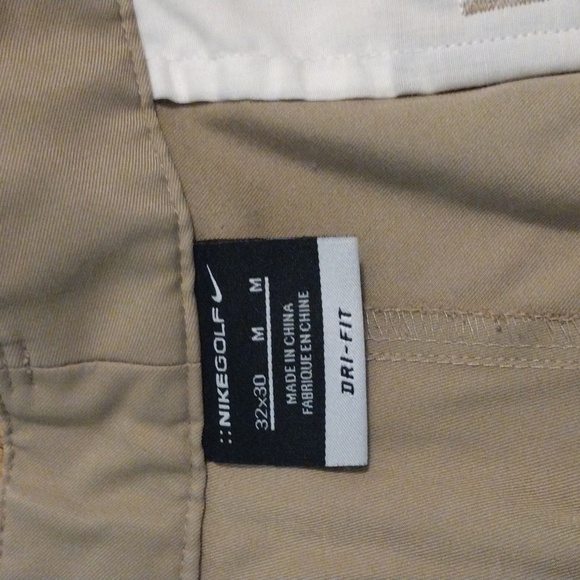 ::NIKEGOLF
32x30 M M
MADE IN CHINA
FABRIQUE EN CHINE
DRI-FIT